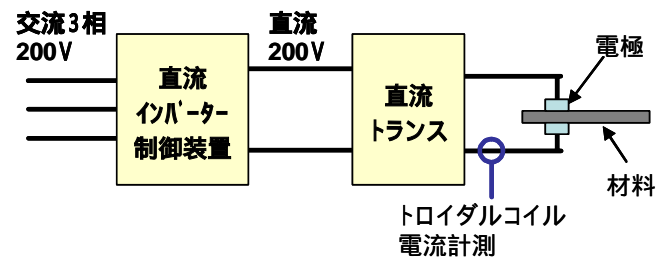 交流3相
200V
直流
200V
電極
直流
インバーター
制御装置
直流
トランス
材料
トロイダルコイル
電流計測